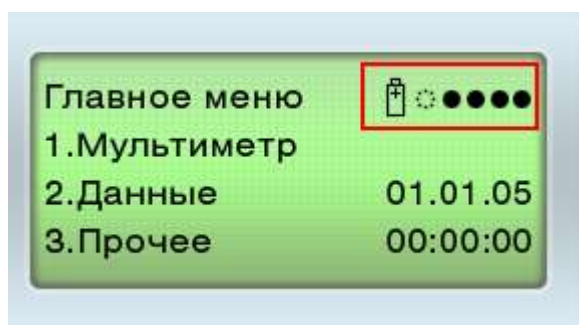 Главное меню
1.Мультиметр
2.Данные 01.01.05
3.Прочее 00:00:00